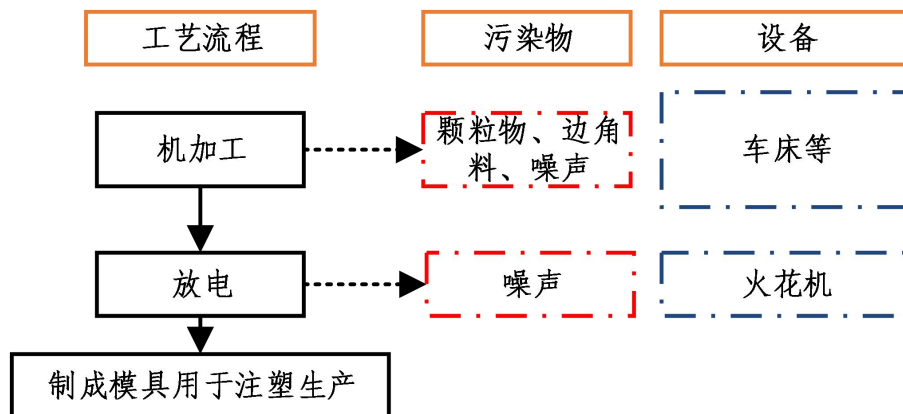 工艺流程
污染物
设备
机加工
颗粒物、边角
料、噪声
车床等
放电
噪声
火花机
制成模具用于注塑生产